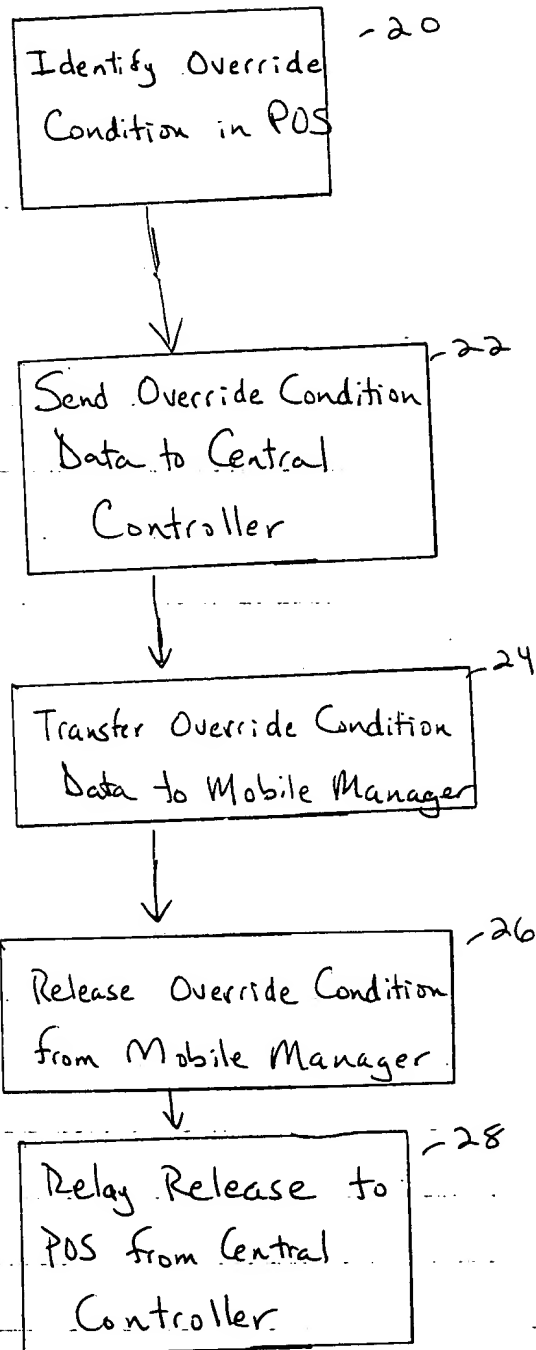 20
Identify Override
Condition in POS
22
Send Override Condition
Data to Central
Controller
24
Transfer Override Condition
Data to Mobile Manager
26
Release Override Condition
from Mobile Manager
28
Relay Release to
POS from Central
Controller